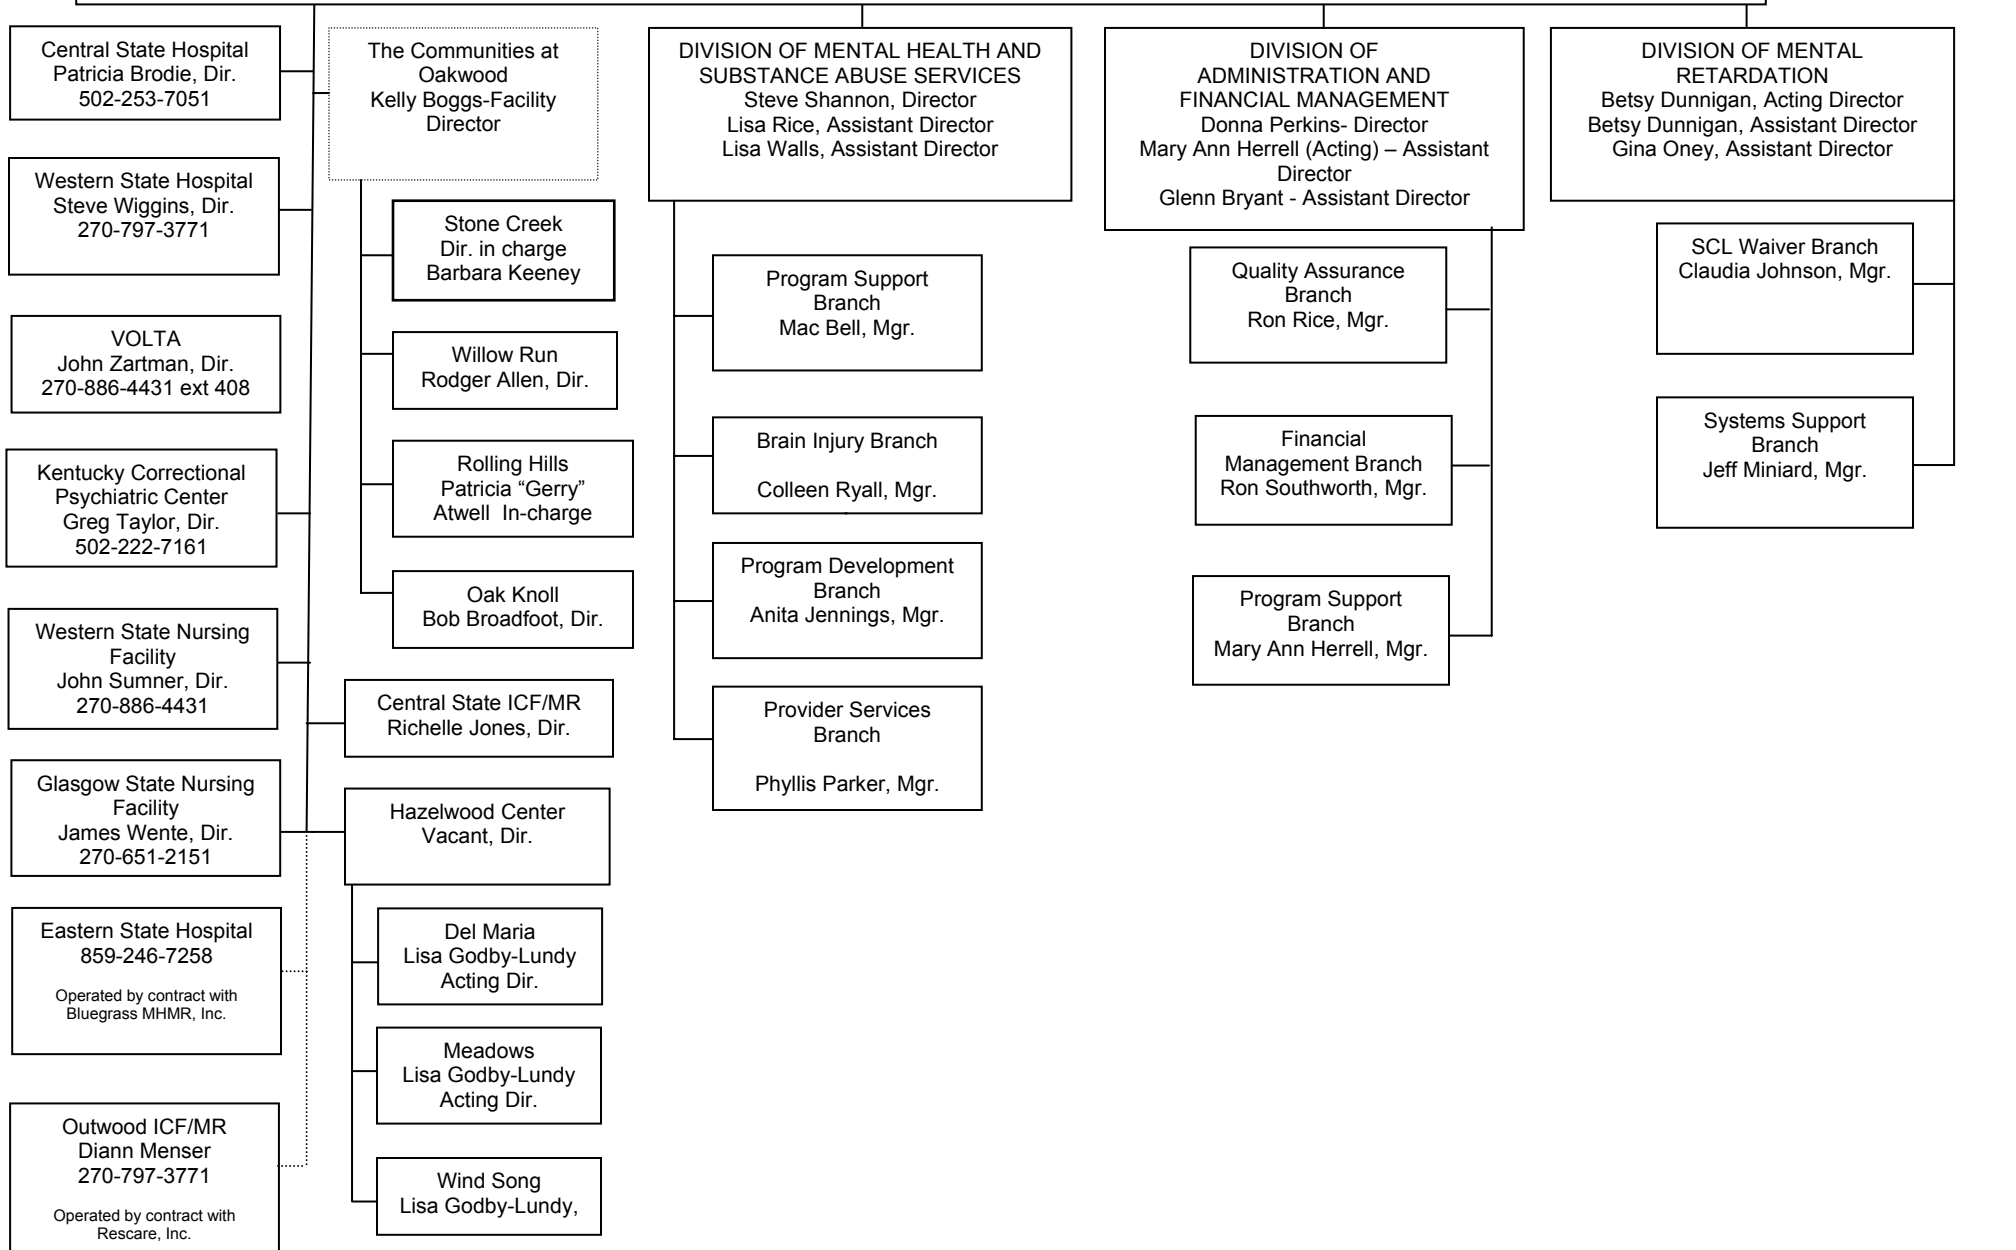 Central State Hospital
Patricia Brodie, Dir.
502-253-7051
Western State Hospital
Steve Wiggins, Dir.
270-797-3771
VOLTA
John Zartman, Dir.
270-886-4431 ext 408
Kentucky Correctional
Psychiatric Center
Greg Taylor, Dir.
502-222-7161
Western State Nursing
Facility
John Sumner, Dir.
270-886-4431
Glasgow State Nursing
Facility
James Wente, Dir.
270-651-2151
Eastern State Hospital
859-246-7258
Operated by contract with
Bluegrass MHMR, Inc.
Outwood ICF/MR
Diann Menser
270-797-3771
Operated by contract with
Rescare, Inc.
The Communities at
Oakwood
Kelly Boggs-Facility
Director
Stone Creek
Dir. in charge
Barbara Keeney
Willow Run
Rodger Allen, Dir.
Rolling Hills
Patricia “Gerry”
Atwell  In-charge
Oak Knoll
Bob Broadfoot, Dir.
Central State ICF/MR
Richelle Jones, Dir.
Hazelwood Center
Vacant, Dir.
Del Maria
Lisa Godby-Lundy
Acting Dir.
Meadows
Lisa Godby-Lundy
Acting Dir.
Wind Song
Lisa Godby-Lundy,
DIVISION OF MENTAL HEALTH AND
SUBSTANCE ABUSE SERVICES
Steve Shannon, Director
Lisa Rice, Assistant Director
Lisa Walls, Assistant Director
Program Support
Branch
Mac Bell, Mgr.
Brain Injury Branch
Colleen Ryall, Mgr.
Program Development
Branch
Anita Jennings, Mgr.
Provider Services
Branch
Phyllis Parker, Mgr.
DIVISION OF
ADMINISTRATION AND
FINANCIAL MANAGEMENT
Donna Perkins- Director
Mary Ann Herrell (Acting) – Assistant
Director
Glenn Bryant - Assistant Director
Quality Assurance
Branch
Ron Rice, Mgr.
Financial
Management Branch
Ron Southworth, Mgr.
Program Support
Branch
Mary Ann Herrell, Mgr.
DIVISION OF MENTAL
RETARDATION
Betsy Dunnigan, Acting Director
Betsy Dunnigan, Assistant Director
Gina Oney, Assistant Director
SCL Waiver Branch
Claudia Johnson, Mgr.
Systems Support
Branch
Jeff Miniard, Mgr.